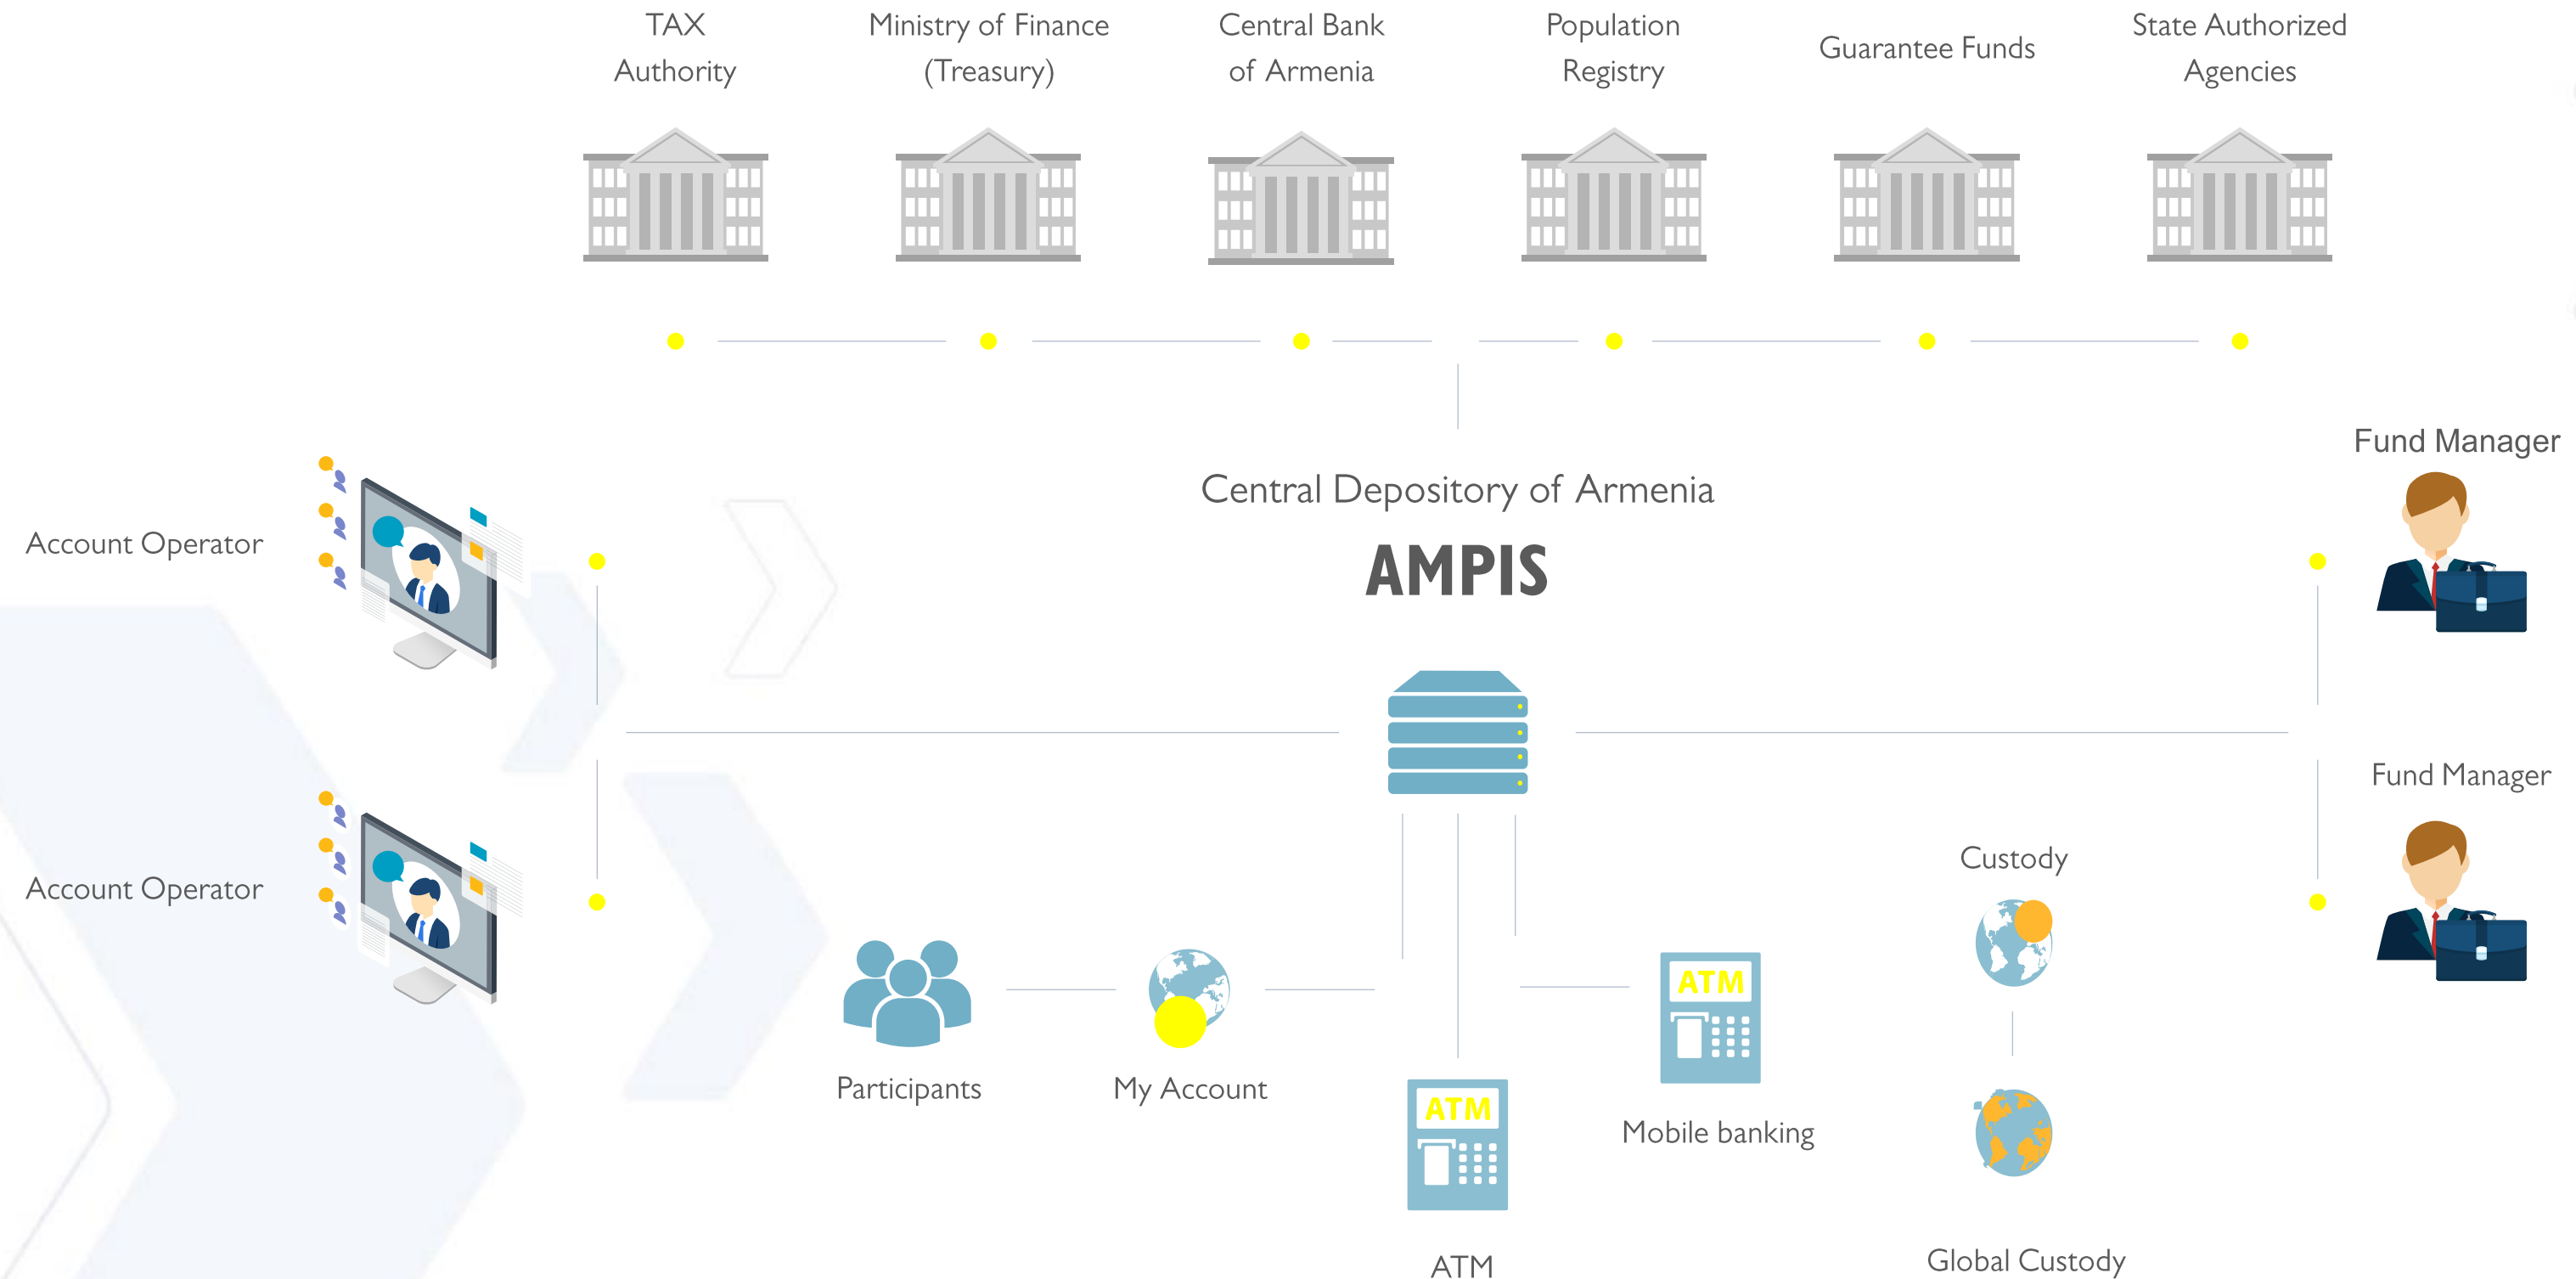 TAX
Authority
Ministry of Finance
(Treasury)
Central Bank
of Armenia
Population
Registry
Guarantee Funds
State Authorized
Agencies
Fund Manager
Central Depository of Armenia
Account Operator
AMPIS
Fund Manager
Custody
Account Operator
ATM
Participants
My Account
ATM
Mobile banking
ATM
Global Custody